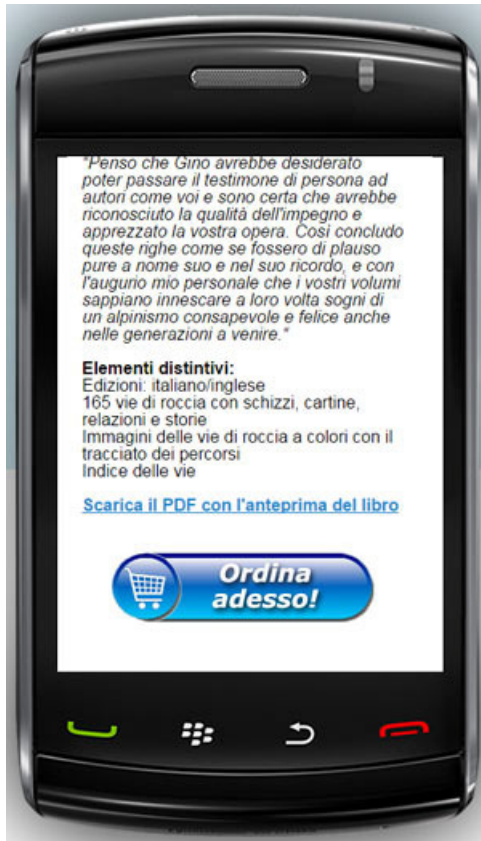 "Penso che Gino avrebbe desiderato
poter passare il testimone di persona ad
autori come voi e sono certa che avrebbe
riconosciuto la qualità dell'impegno e
apprezzato la vostra opera. Così concludo
queste righe come se fossero di plauso
pure a nome suo e nel suo ricordo, e con
l'augurio mio personale che i vostri volumi
sappiano innescare a loro volta sogni di
un alpinismo consapevole e felice anche
nelle generazioni a venire."
Elementi distintivi:
Edizioni: italiano/inglese
165 vie di roccia con schizzi, cartine,
relazioni e storie
Immagini delle vie di roccia a colori con il
tracciato dei percorsi
Indice delle vie
Scarica il PDF con l'anteprima del libro
Ordina
adesso!